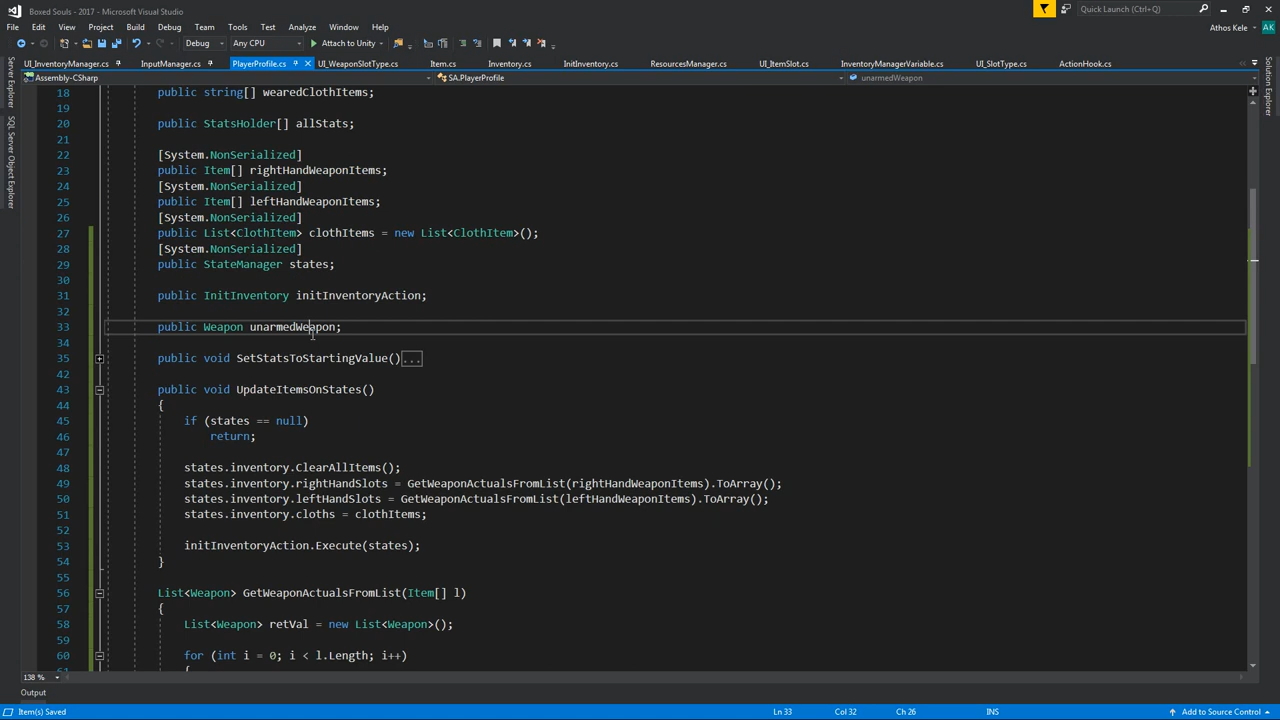 Boxed Souls - 2017 - Microsoft Visual Studio
Quick Launch (Ctrl+Q)
File Edit View Project Build Debug Team Tools Test Analyze Window Help
Athos Kele AK
Debug Any CPU Attach to Unity
UI_InventoryManager.cs InputManager.cs PlayerProfile.cs UI_WeaponSlotType.cs Item.cs Inventory.cs InitInventory.cs ResourcesManager.cs UI_ItemSlot.cs InventoryManagerVariable.cs UI_SlotType.cs ActionHook.cs
Assembly-CSharp SA.PlayerProfile unarmedWeapon
Server Explorer
SQL Server Object Explorer
Solution Explorer
18 public string[] wearedClothItems;
19
20 public StatsHolder[] allStats;
21
22 [System.NonSerialized]
23 public Item[] rightHandWeaponItems;
24 [System.NonSerialized]
25 public Item[] leftHandWeaponItems;
26 [System.NonSerialized]
27 public List<ClothItem> clothItems = new List<ClothItem>();
28 [System.NonSerialized]
29 public StateManager states;
30
31 public InitInventory initInventoryAction;
32
33 public Weapon unarmedWeapon;
34
35 public void SetStatsToStartingValue()...
42
43 public void UpdateItemsOnStates()
44 {
45 if (states == null)
46 return;
47
48 states.inventory.ClearAllItems();
49 states.inventory.rightHandSlots = GetWeaponActualsFromList(rightHandWeaponItems).ToArray();
50 states.inventory.leftHandSlots = GetWeaponActualsFromList(leftHandWeaponItems).ToArray();
51 states.inventory.cloths = clothItems;
52
53 initInventoryAction.Execute(states);
54 }
55
56 List<Weapon> GetWeaponActualsFromList(Item[] l)
57 {
58 List<Weapon> retVal = new List<Weapon>();
59
60 for (int i = 0; i < l.Length; i++)
61 {
138 %
Output
Item(s) Saved Ln 33 Col 32 Ch 26 INS Add to Source Control